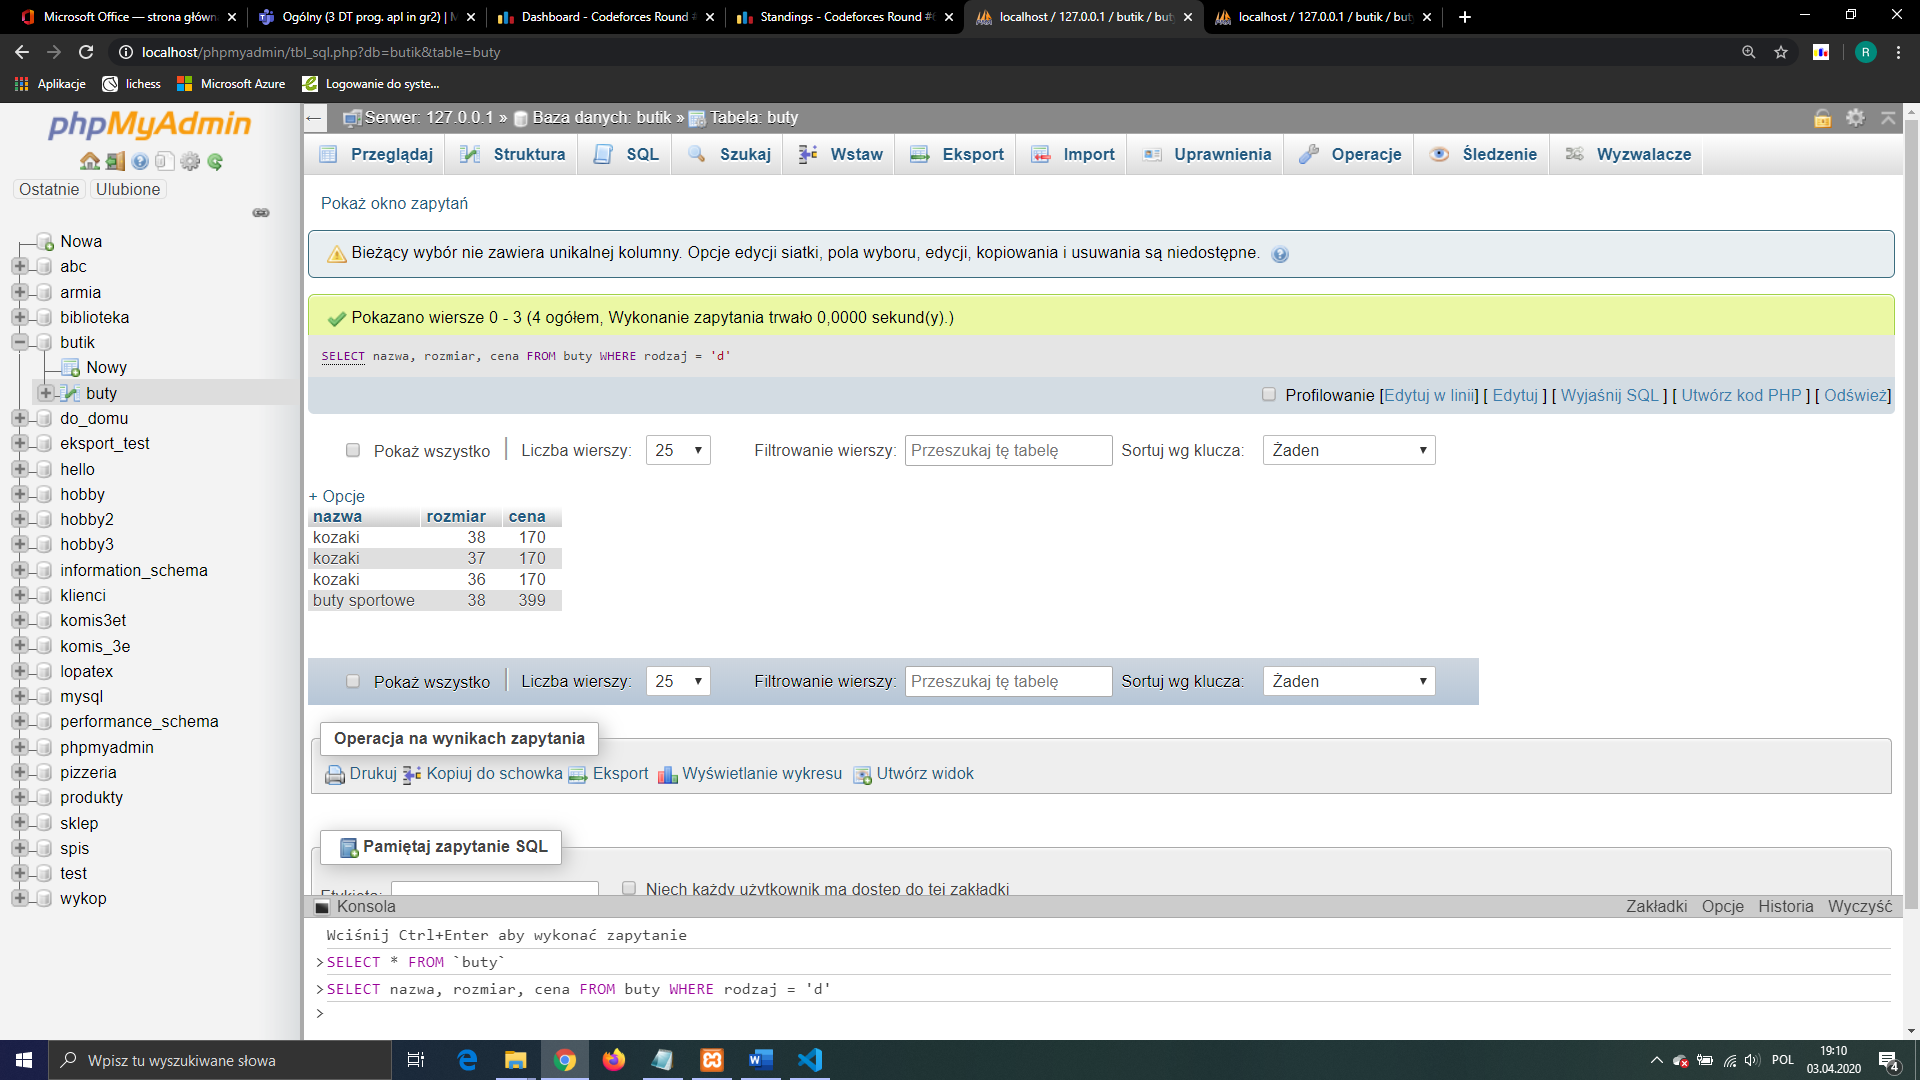 Microsoft Office — strona główn
Ogólny (3 DT prog. apl in gr2) | M
Dashboard - Codeforces Round #
Standings - Codeforces Round #6
localhost / 127.0.0.1 / butik / buty
localhost / 127.0.0.1 / butik / buty
localhost/phpmyadmin/tbl_sql.php?db=butik&table=buty
R
Aplikacje
lichess
Microsoft Azure
Logowanie do syste...
phpMyAdmin
Ostatnie
Ulubione
Nowa
abc
armia
biblioteka
butik
Nowy
buty
do_domu
eksport_test
hello
hobby
hobby2
hobby3
information_schema
klienci
komis3et
komis_3e
lopatex
mysql
performance_schema
phpmyadmin
pizzeria
produkty
sklep
spis
test
wykop
Serwer: 127.0.0.1 » Baza danych: butik » Tabela: buty
Przeglądaj
Struktura
SQL
Szukaj
Wstaw
Eksport
Import
Uprawnienia
Operacje
Śledzenie
Wyzwalacze
Pokaż okno zapytań
Bieżący wybór nie zawiera unikalnej kolumny. Opcje edycji siatki, pola wyboru, edycji, kopiowania i usuwania są niedostępne.
Pokazano wiersze 0 - 3 (4 ogółem, Wykonanie zapytania trwało 0,0000 sekund(y).)
SELECT nazwa, rozmiar, cena FROM buty WHERE rodzaj = 'd'
Profilowanie [Edytuj w linii] [ Edytuj ] [ Wyjaśnij SQL ] [ Utwórz kod PHP ] [ Odśwież]
Pokaż wszystko
Liczba wierszy:
25
Filtrowanie wierszy:
Przeszukaj tę tabelę
Sortuj wg klucza:
Żaden
+ Opcje
nazwa rozmiar cena
kozaki 38 170
kozaki 37 170
kozaki 36 170
buty sportowe 38 399
Pokaż wszystko
Liczba wierszy:
25
Filtrowanie wierszy:
Przeszukaj tę tabelę
Sortuj wg klucza:
Żaden
Operacja na wynikach zapytania
Drukuj Kopiuj do schowka Eksport Wyświetlanie wykresu Utwórz widok
Pamiętaj zapytanie SQL
Etykieta:
Niech każdy użytkownik ma dostęp do tej zakładki
Konsola
Zakładki Opcje Historia Wyczyść
Wciśnij Ctrl+Enter aby wykonać zapytanie
>SELECT * FROM `buty`
>SELECT nazwa, rozmiar, cena FROM buty WHERE rodzaj = 'd'
>
Wpisz tu wyszukiwane słowa
POL
19:10
03.04.2020
4